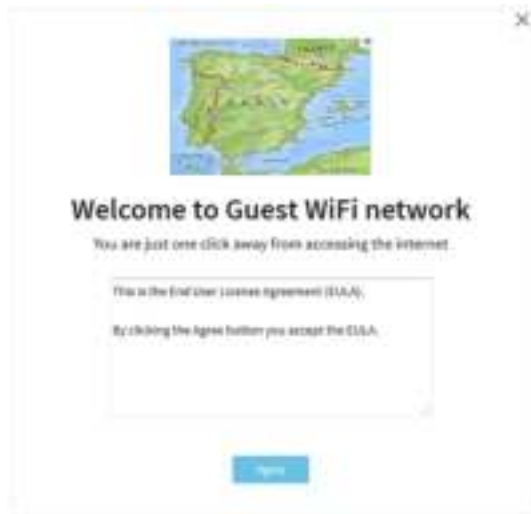 Welcome to Guest WiFi network
You are just one click away from accessing the internet
This is the End User License Agreement (EULA).
By clicking the Agree button you accept the EULA.
Agree